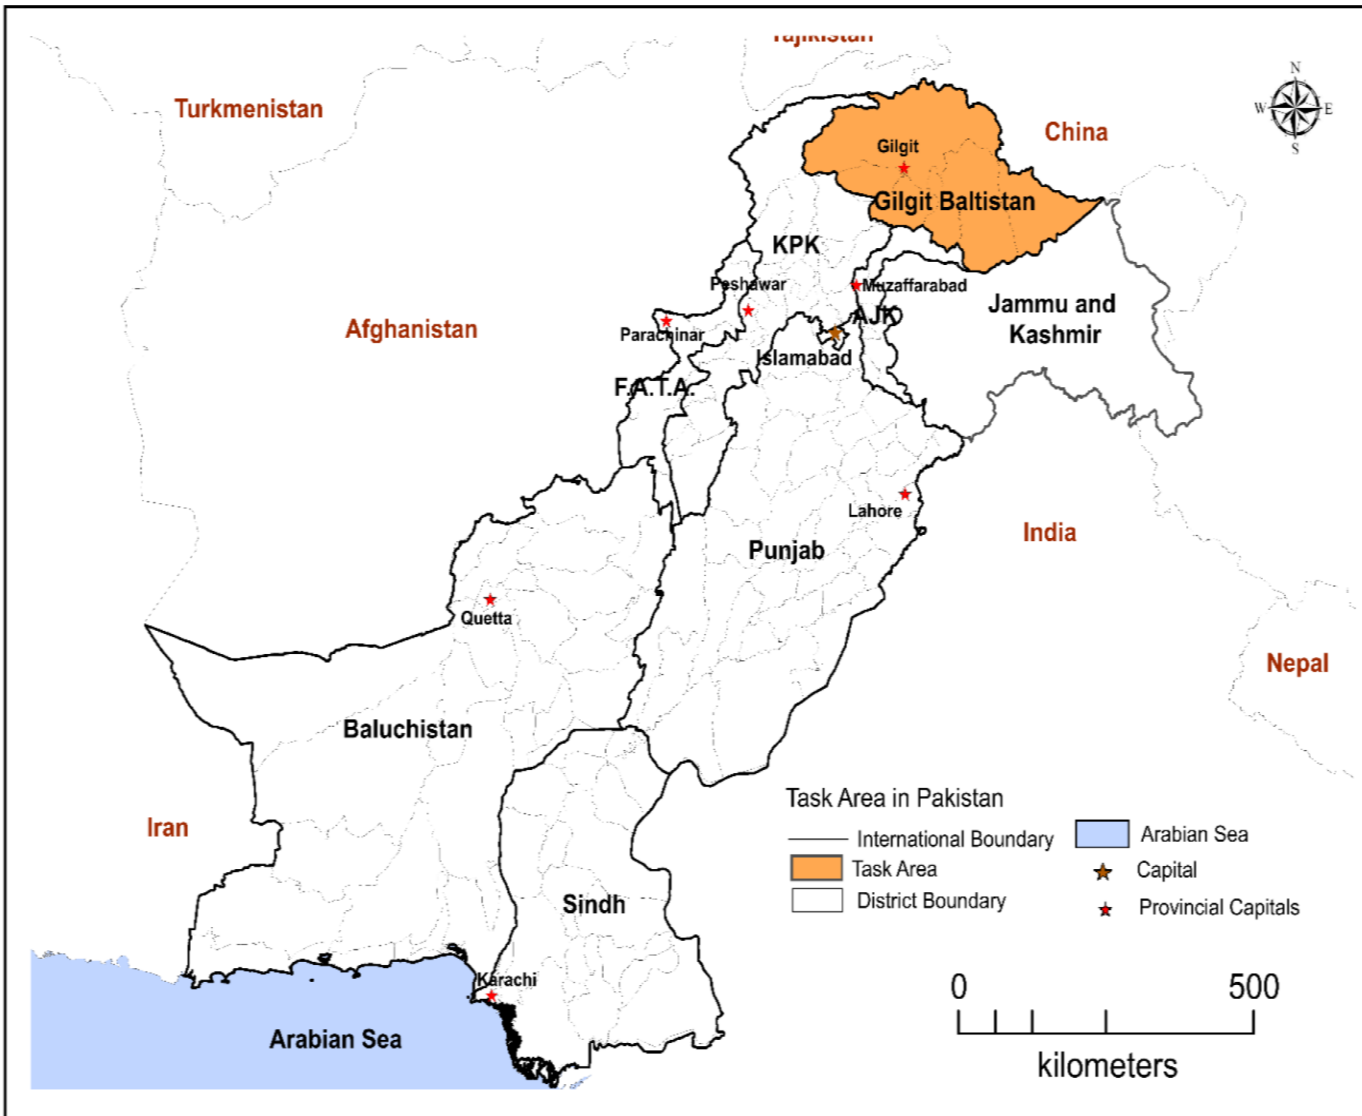 Tajikistan
Turkmenistan
N
W
E
S
China
Gilgit
Gilgit Baltistan
KPK
Peshawar
Muzaffarabad
Jammu and
Kashmir
AJK
Afghanistan
Parachinar
Islamabad
F.A.T.A.
Lahore
India
Punjab
Quetta
Nepal
Baluchistan
Task Area in Pakistan
Iran
International Boundary
Arabian Sea
Task Area
Capital
District Boundary
Provincial Capitals
Sindh
Karachi
0
500
Arabian Sea
kilometers